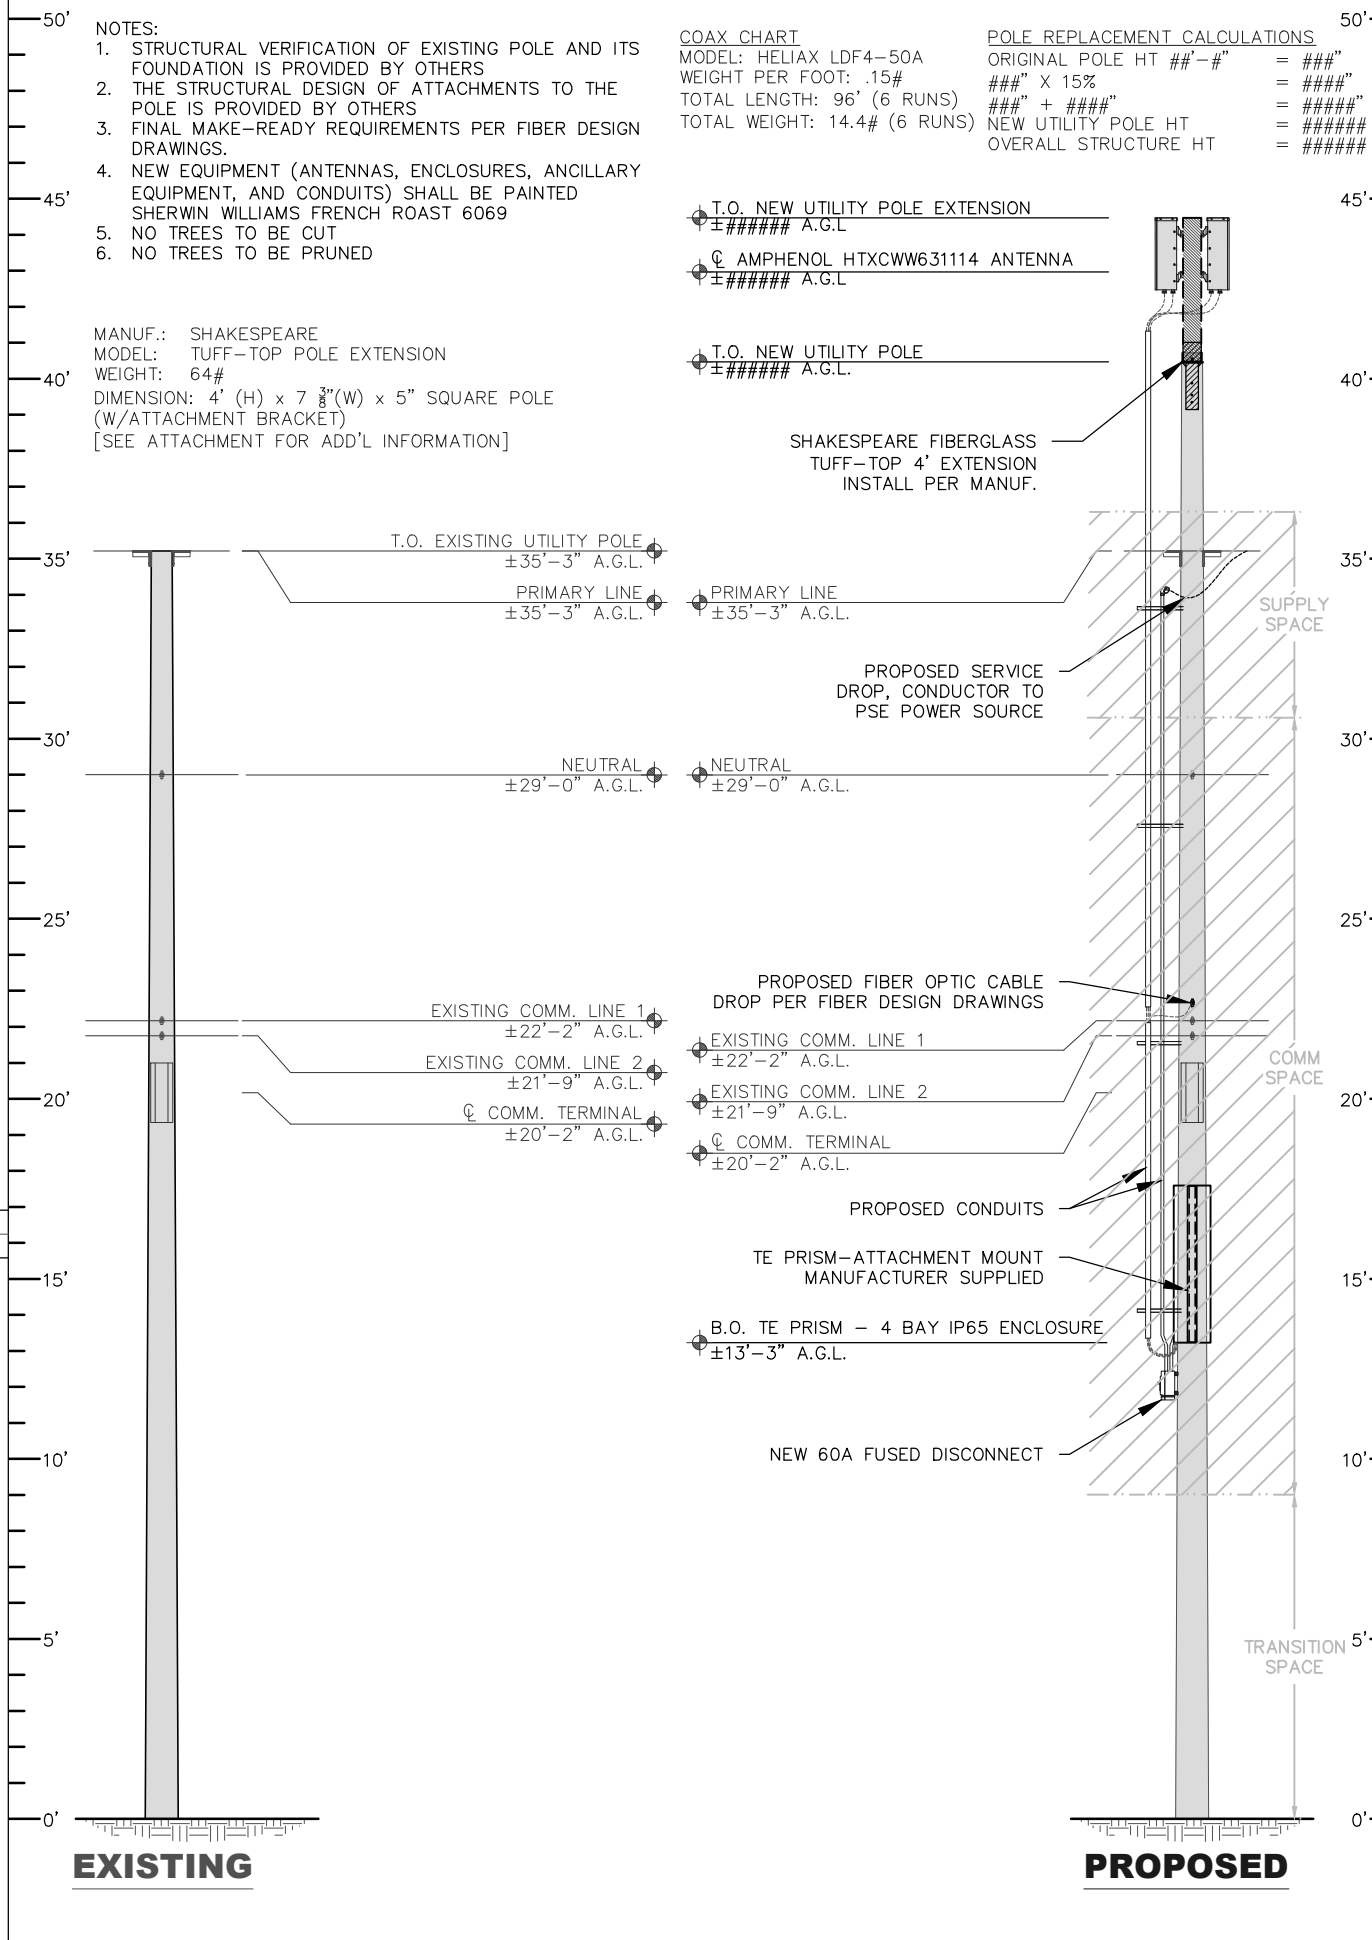 NOTES:
1. STRUCTURAL VERIFICATION OF EXISTING POLE AND ITS
FOUNDATION IS PROVIDED BY OTHERS
2. THE STRUCTURAL DESIGN OF ATTACHMENTS TO THE
POLE IS PROVIDED BY OTHERS
3. FINAL MAKE-READY REQUIREMENTS PER FIBER DESIGN
DRAWINGS.
4. NEW EQUIPMENT (ANTENNAS, ENCLOSURES, ANCILLARY
EQUIPMENT, AND CONDUITS) SHALL BE PAINTED
SHERWIN WILLIAMS FRENCH ROAST 6069
5. NO TREES TO BE CUT
6. NO TREES TO BE PRUNED
COAX CHART
MODEL: HELIAX LDF4-50A
WEIGHT PER FOOT: .15#
TOTAL LENGTH: 96' (6 RUNS)
TOTAL WEIGHT: 14.4# (6 RUNS)
POLE REPLACEMENT CALCULATIONS
ORIGINAL POLE HT ##'-#" = ###"
###" X 15% = ####"
###" + ####" = #####"
NEW UTILITY POLE HT = ######
OVERALL STRUCTURE HT = ######
MANUF.: SHAKESPEARE
MODEL: TUFF-TOP POLE EXTENSION
WEIGHT: 64#
DIMENSION: 4' (H) x 7 3/8"(W) x 5" SQUARE POLE
(W/ATTACHMENT BRACKET)
[SEE ATTACHMENT FOR ADD'L INFORMATION]
50'
45'
40'
35'
30'
25'
20'
15'
10'
5'
0'
T.O. EXISTING UTILITY POLE
±35'-3" A.G.L.
PRIMARY LINE
±35'-3" A.G.L.
NEUTRAL
±29'-0" A.G.L.
EXISTING COMM. LINE 1
±22'-2" A.G.L.
EXISTING COMM. LINE 2
±21'-9" A.G.L.
℄ COMM. TERMINAL
±20'-2" A.G.L.
EXISTING
T.O. NEW UTILITY POLE EXTENSION
±###### A.G.L
℄ AMPHENOL HTXCWW631114 ANTENNA
±###### A.G.L
T.O. NEW UTILITY POLE
±###### A.G.L.
SHAKESPEARE FIBERGLASS
TUFF-TOP 4' EXTENSION
INSTALL PER MANUF.
PRIMARY LINE
±35'-3" A.G.L.
PROPOSED SERVICE
DROP, CONDUCTOR TO
PSE POWER SOURCE
NEUTRAL
±29'-0" A.G.L.
PROPOSED FIBER OPTIC CABLE
DROP PER FIBER DESIGN DRAWINGS
EXISTING COMM. LINE 1
±22'-2" A.G.L.
EXISTING COMM. LINE 2
±21'-9" A.G.L.
℄ COMM. TERMINAL
±20'-2" A.G.L.
PROPOSED CONDUITS
TE PRISM-ATTACHMENT MOUNT
MANUFACTURER SUPPLIED
B.O. TE PRISM - 4 BAY IP65 ENCLOSURE
±13'-3" A.G.L.
NEW 60A FUSED DISCONNECT
SUPPLY
SPACE
COMM
SPACE
TRANSITION
SPACE
50'
45'
40'
35'
30'
25'
20'
15'
10'
5'
0'
PROPOSED